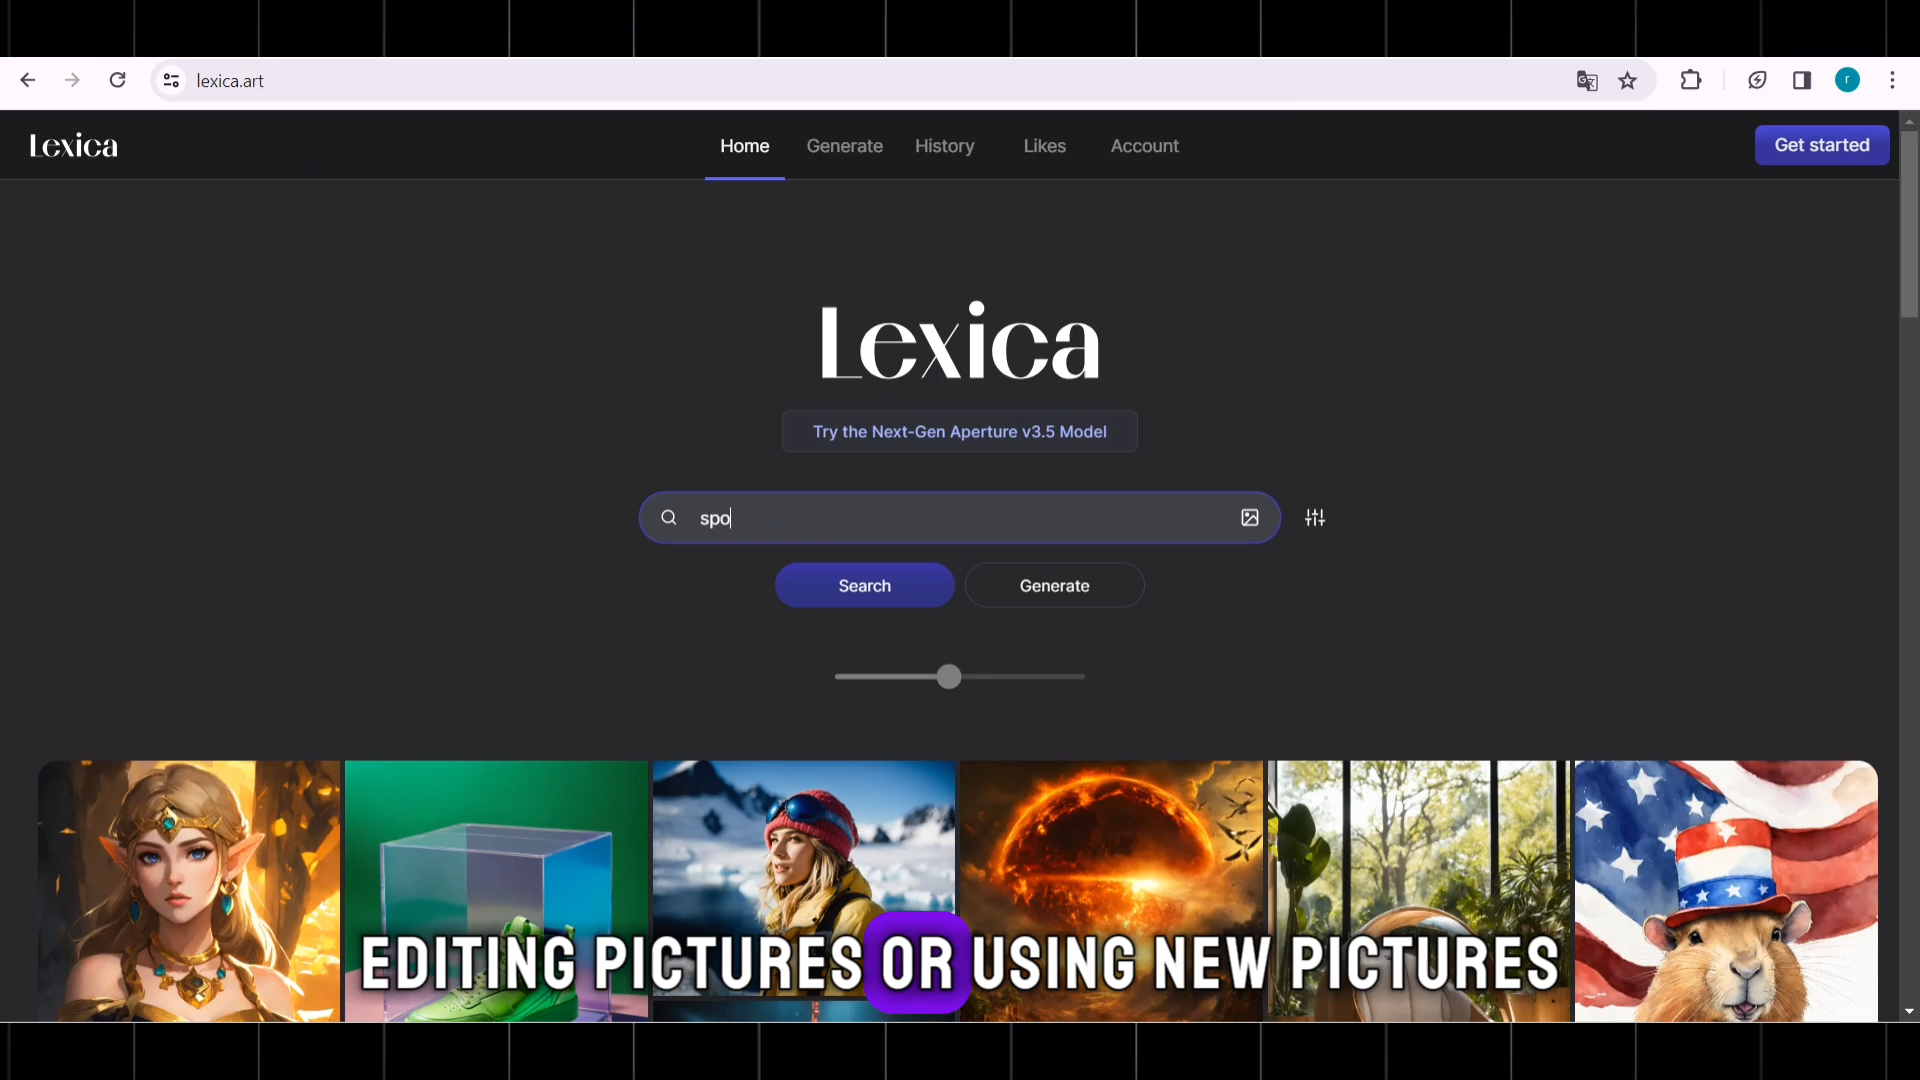 lexica.art
r
Lexica
Home Generate History Likes Account
Get started
Lexica
Try the Next-Gen Aperture v3.5 Model
spo
Search Generate
EDITING PICTURES OR USING NEW PICTURES